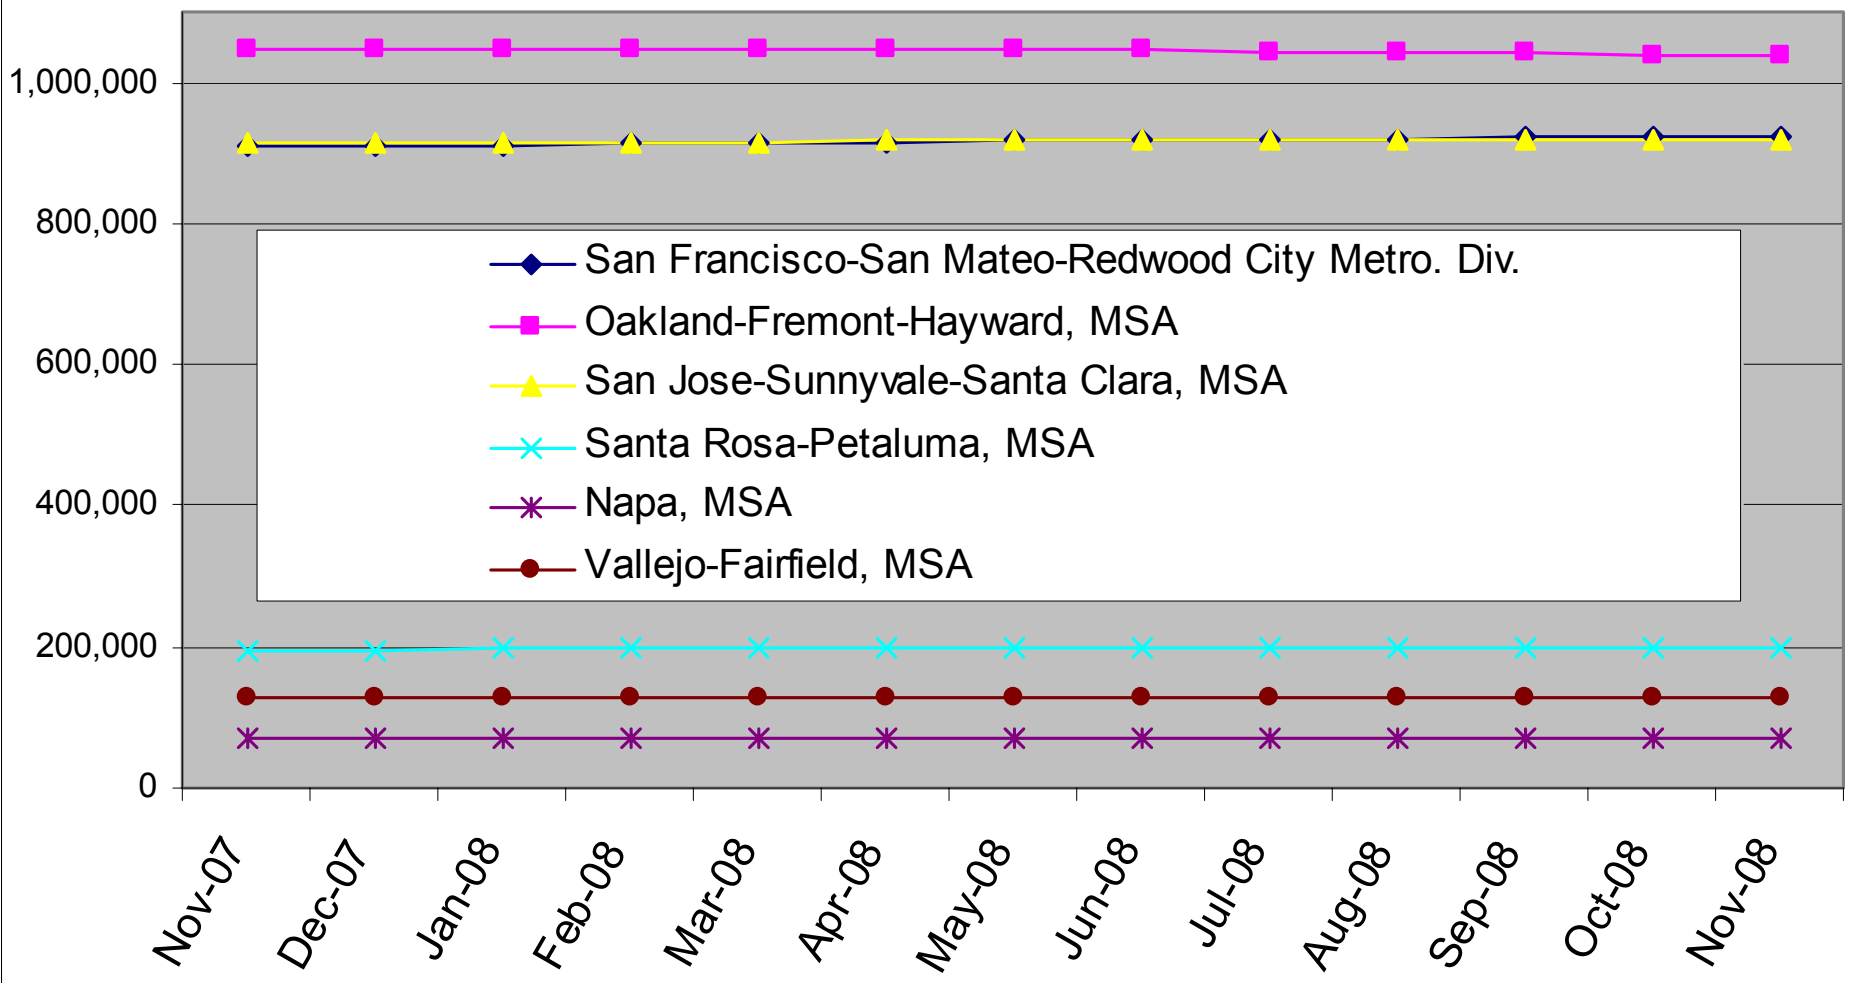 1,000,000
800,000
600,000
400,000
200,000
0
San Francisco-San Mateo-Redwood City Metro. Div.
Oakland-Fremont-Hayward, MSA
San Jose-Sunnyvale-Santa Clara, MSA
Santa Rosa-Petaluma, MSA
Napa, MSA
Vallejo-Fairfield, MSA
Nov-07
Dec-07
Jan-08
Feb-08
Mar-08
Apr-08
May-08
Jun-08
Jul-08
Aug-08
Sep-08
Oct-08
Nov-08